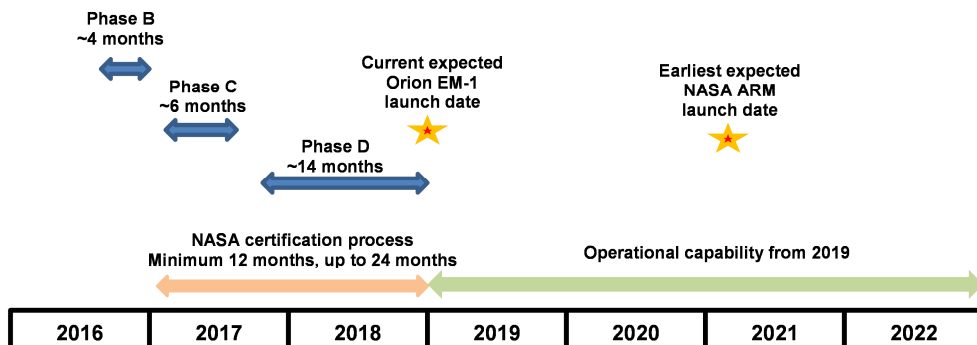 Phase B
~4 months
Phase C
~6 months
Phase D
~14 months
Current expected
Orion EM-1
launch date
Earliest expected
NASA ARM
launch date
NASA certification process
Minimum 12 months, up to 24 months
Operational capability from 2019
2016 2017 2018 2019 2020 2021 2022